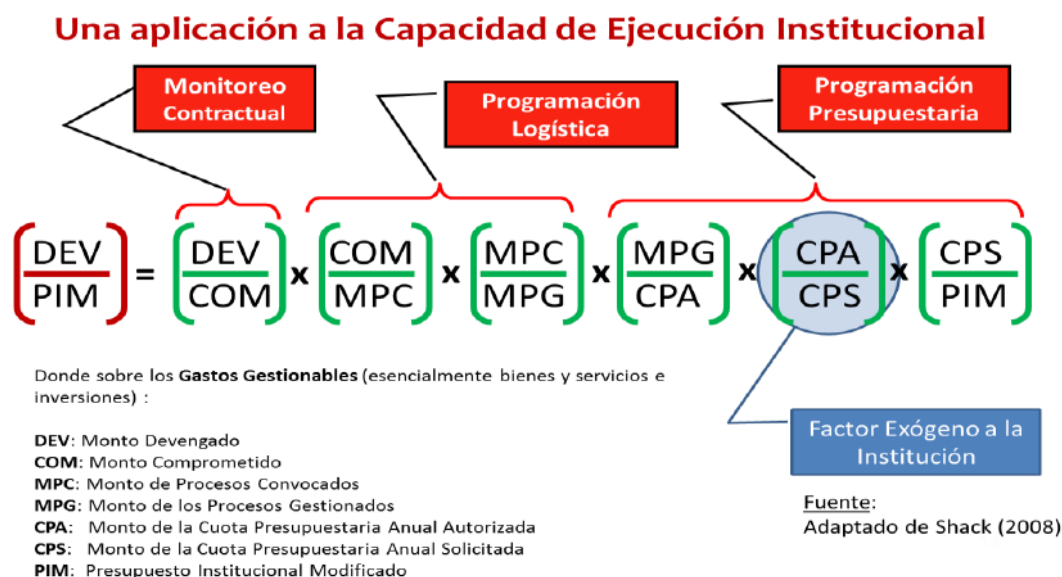 Una aplicación a la Capacidad de Ejecución Institucional
Monitoreo
Contractual
Programación
Logística
Programación
Presupuestaria
DEV
PIM
=
DEV
COM
x
COM
MPC
x
MPC
MPG
x
MPG
CPA
x
CPA
CPS
x
CPS
PIM
Donde sobre los Gastos Gestionables (esencialmente bienes y servicios e
inversiones) :
DEV: Monto Devengado
COM: Monto Comprometido
MPC: Monto de Procesos Convocados
MPG: Monto de los Procesos Gestionados
CPA: Monto de la Cuota Presupuestaria Anual Autorizada
CPS: Monto de la Cuota Presupuestaria Anual Solicitada
PIM: Presupuesto Institucional Modificado
Factor Exógeno a la
Institución
Fuente:
Adaptado de Shack (2008)